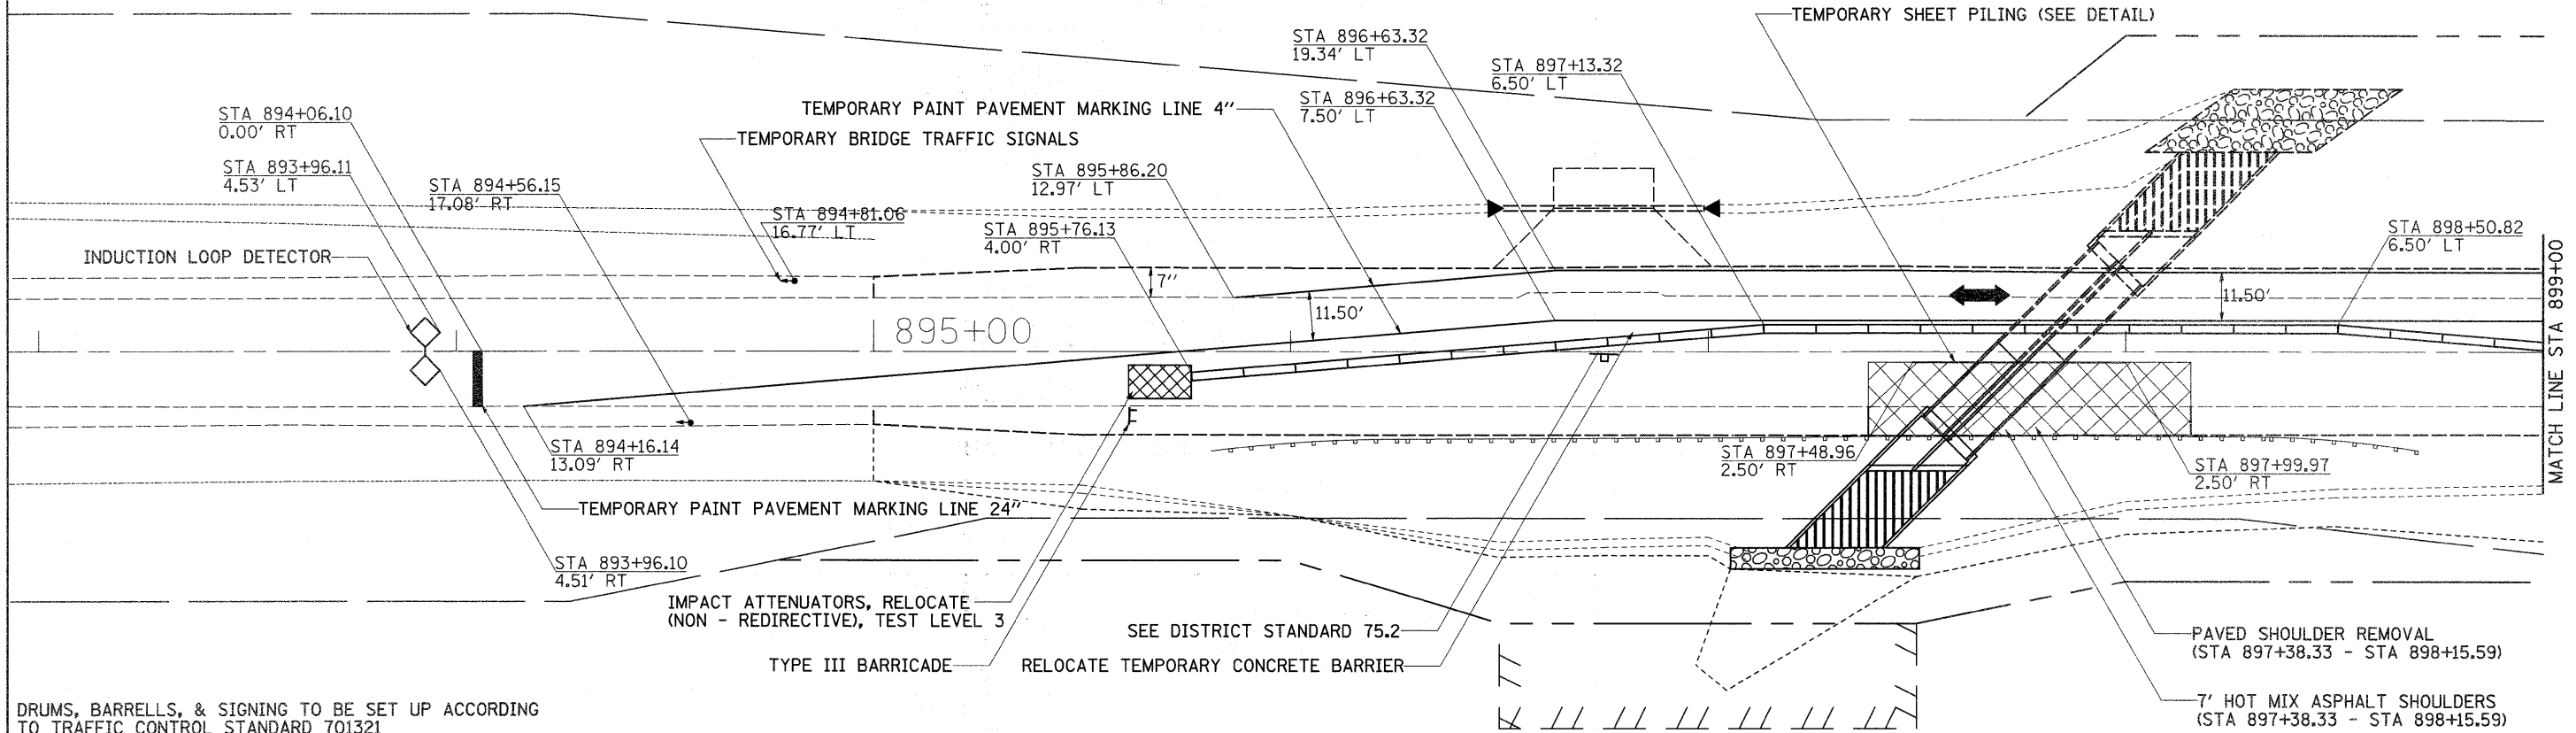 TEMPORARY SHEET PILING (SEE DETAIL)
STA 896+63.32
19.34' LT
STA 897+13.32
6.50' LT
STA 894+06.10
0.00' RT
TEMPORARY PAINT PAVEMENT MARKING LINE 4"
STA 896+63.32
7.50' LT
TEMPORARY BRIDGE TRAFFIC SIGNALS
STA 893+96.11
4.53' LT
STA 894+56.15
17.08' RT
STA 895+86.20
12.97' LT
STA 894+81.06
16.77' LT
STA 895+76.13
4.00' RT
STA 898+50.82
6.50' LT
INDUCTION LOOP DETECTOR
7"
11.50'
11.50'
895+00
MATCH LINE STA 899+00
STA 894+16.14
13.09' RT
STA 897+48.96
2.50' RT
STA 897+99.97
2.50' RT
TEMPORARY PAINT PAVEMENT MARKING LINE 24"
STA 893+96.10
4.51' RT
IMPACT ATTENUATORS, RELOCATE
(NON - REDIRECTIVE), TEST LEVEL 3
SEE DISTRICT STANDARD 75.2
TYPE III BARRICADE
RELOCATE TEMPORARY CONCRETE BARRIER
PAVED SHOULDER REMOVAL
(STA 897+38.33 - STA 898+15.59)
7' HOT MIX ASPHALT SHOULDERS
(STA 897+38.33 - STA 898+15.59)
DRUMS, BARRELLS, & SIGNING TO BE SET UP ACCORDING
TO TRAFFIC CONTROL STANDARD 701321